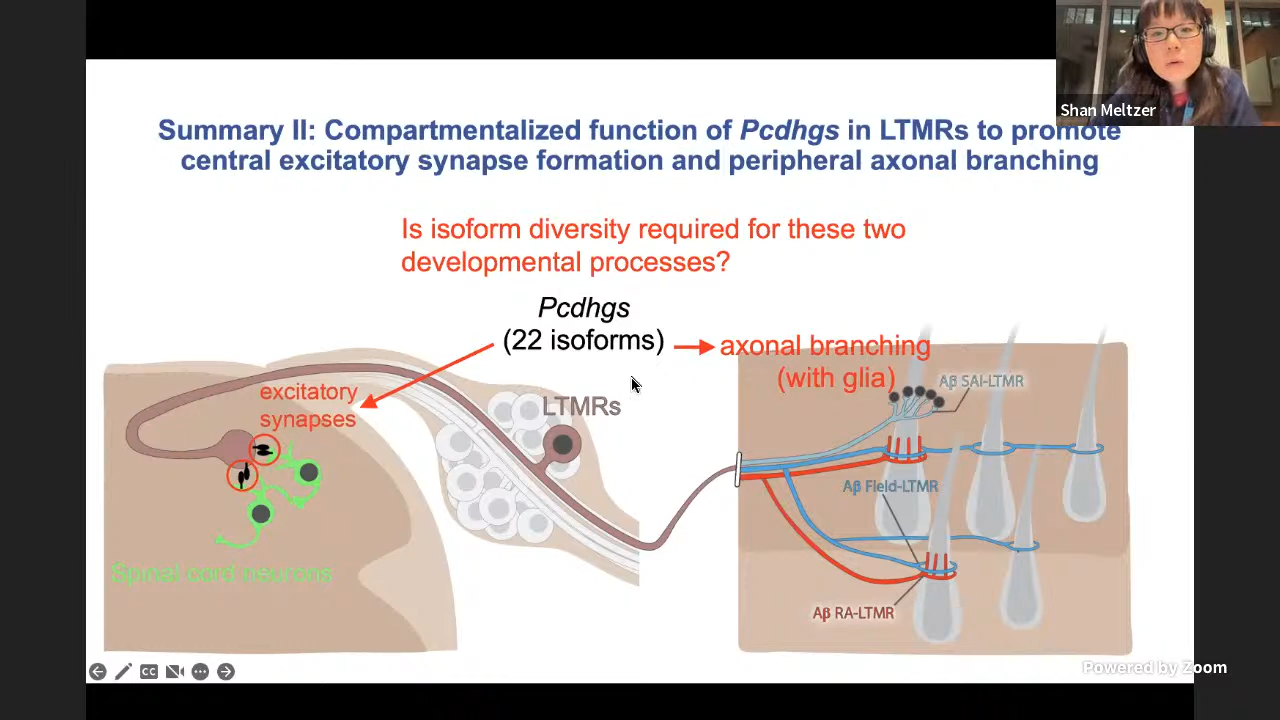 Shan Meltzer
Summary II: Compartmentalized function of Pcdhgs in LTMRs to promote
central excitatory synapse formation and peripheral axonal branching
Is isoform diversity required for these two
developmental processes?
Pcdhgs
(22 isoforms)
axonal branching
(with glia)
excitatory
synapses
LTMRs
Aβ SAI-LTMR
Aβ Field-LTMR
Spinal cord neurons
Aβ RA-LTMR
CC
Powered by Zoom